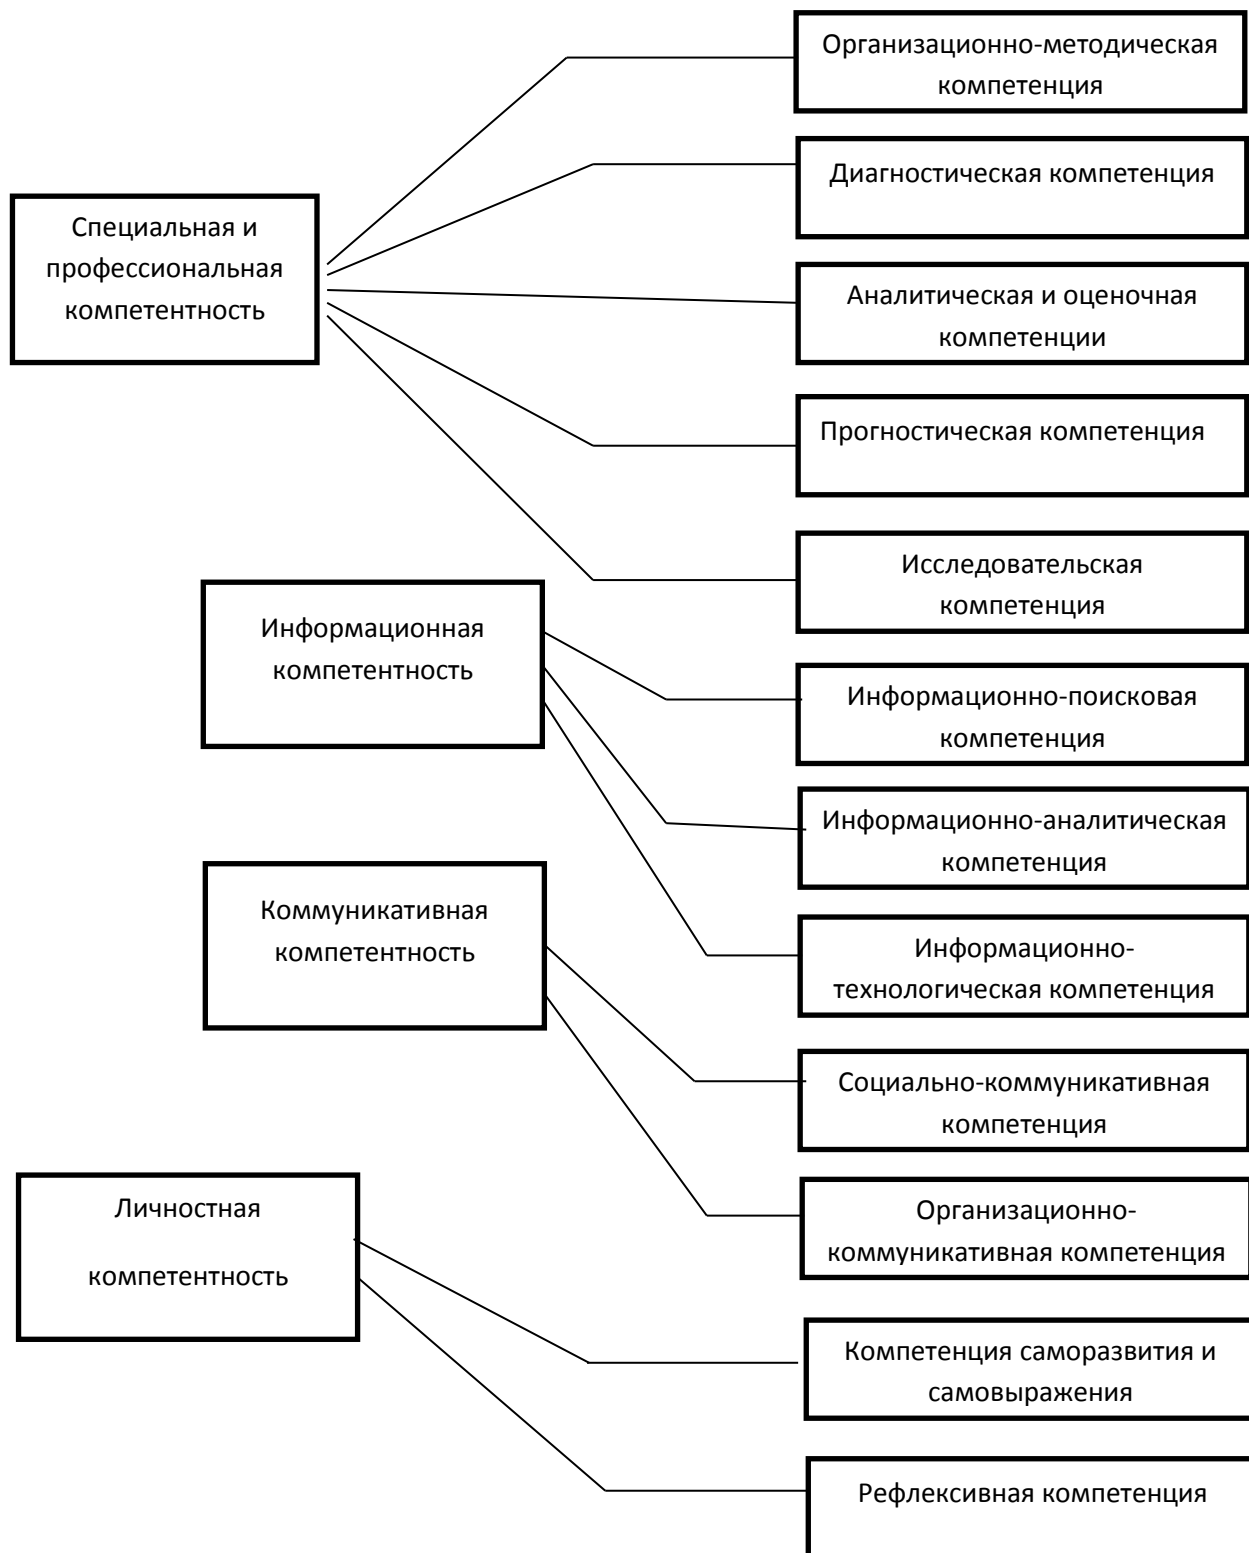 Организационно-методическая
компетенция
Диагностическая компетенция
Специальная и
профессиональная
компетентность
Аналитическая и оценочная
компетенции
Прогностическая компетенция
Исследовательская
компетенция
Информационная
компетентность
Информационно-поисковая
компетенция
Информационно-аналитическая
компетенция
Коммуникативная
компетентность
Информационно-
технологическая компетенция
Социально-коммуникативная
компетенция
Личностная
компетентность
Организационно-
коммуникативная компетенция
Компетенция саморазвития и
самовыражения
Рефлексивная компетенция